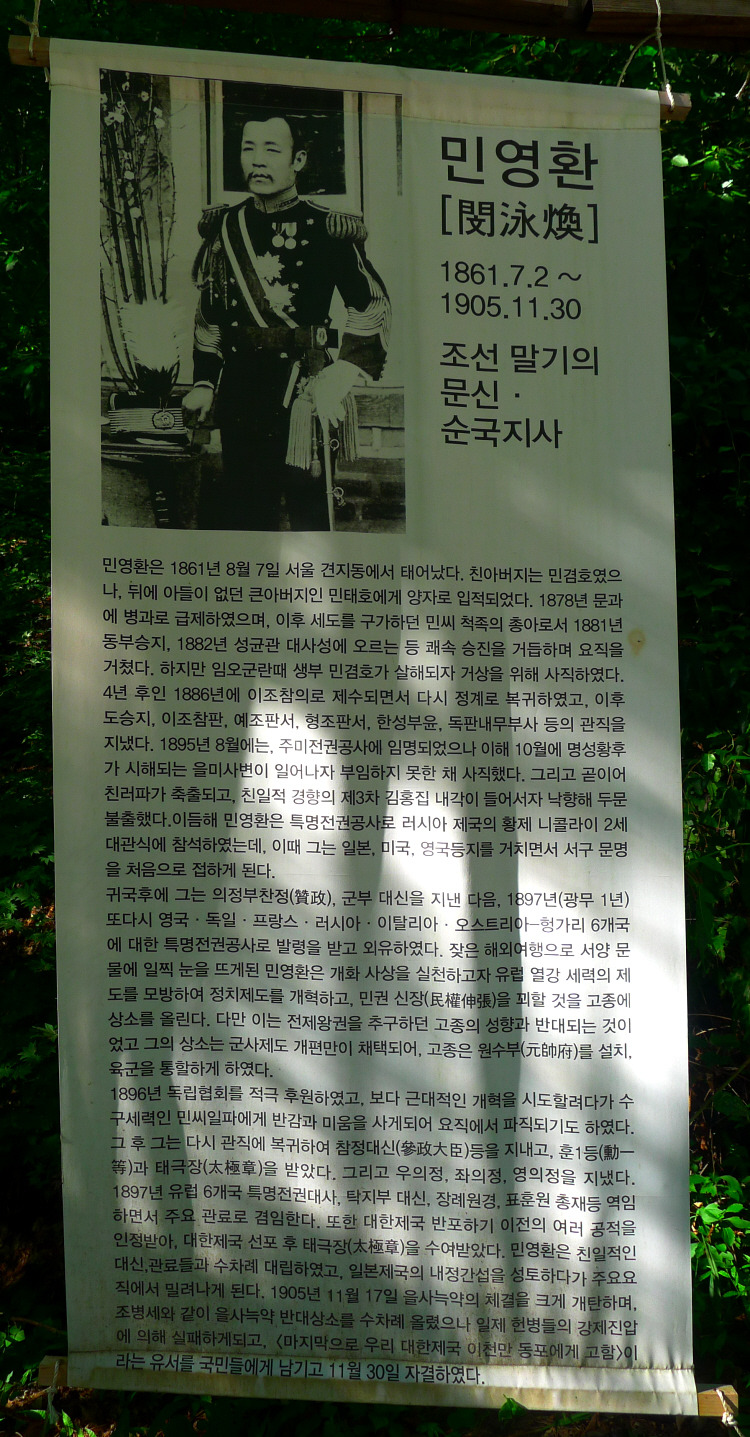 민영환
[閔泳煥]
1861.7.2 ~
1905.11.30
조선 말기의
문신 ·
순국지사
민영환은 1861년 8월 7일 서울 견지동에서 태어났다. 친아버지는 민겸호였으
나, 뒤에 아들이 없던 큰아버지인 민태호에게 양자로 입적되었다. 1878년 문과
에 병과로 급제하였으며, 이후 세도를 구가하던 민씨 척족의 총아로서 1881년
동부승지, 1882년 성균관 대사성에 오르는 등 쾌속 승진을 거듭하며 요직을
거쳤다. 하지만 임오군란때 생부 민겸호가 살해되자 거상을 위해 사직하였다.
4년 후인 1886년에 이조참의로 제수되면서 다시 정계로 복귀하였고, 이후
도승지, 이조참판, 예조판서, 형조판서, 한성부윤, 독판내무부사 등의 관직을
지냈다. 1895년 8월에는, 주미전권공사에 임명되었으나 이해 10월에 명성황후
가 시해되는 을미사변이 일어나자 부임하지 못한 채 사직했다. 그리고 곧이어
친러파가 축출되고, 친일적 경향의 제3차 김홍집 내각이 들어서자 낙향해 두문
불출했다.이듬해 민영환은 특명전권공사로 러시아 제국의 황제 니콜라이 2세
대관식에 참석하였는데, 이때 그는 일본, 미국, 영국등지를 거치면서 서구 문명
을 처음으로 접하게 된다.
귀국후에 그는 의정부찬정(贊政), 군부 대신을 지낸 다음, 1897년(광무 1년)
또다시 영국 · 독일 · 프랑스 · 러시아 · 이탈리아 · 오스트리아-헝가리 6개국
에 대한 특명전권공사로 발령을 받고 외유하였다. 잦은 해외여행으로 서양 문
물에 일찍 눈을 뜨게된 민영환은 개화 사상을 실천하고자 유럽 열강 세력의 제
도를 모방하여 정치제도를 개혁하고, 민권 신장(民權伸張)을 꾀할 것을 고종에
상소를 올린다. 다만 이는 전제왕권을 추구하던 고종의 성향과 반대되는 것이
었고 그의 상소는 군사제도 개편만이 채택되어, 고종은 원수부(元帥府)를 설치,
육군을 통할하게 하였다.
1896년 독립협회를 적극 후원하였고, 보다 근대적인 개혁을 시도할려다가 수
구세력인 민씨일파에게 반감과 미움을 사게되어 요직에서 파직되기도 하였다.
그 후 그는 다시 관직에 복귀하여 참정대신(參政大臣)등을 지내고, 훈1등(勳一
等)과 태극장(太極章)을 받았다. 그리고 우의정, 좌의정, 영의정을 지냈다.
1897년 유럽 6개국 특명전권대사, 탁지부 대신, 장례원경, 표훈원 총재등 역임
하면서 주요 관료로 겸임한다. 또한 대한제국 반포하기 이전의 여러 공적을
인정받아, 대한제국 선포 후 태극장(太極章)을 수여받았다. 민영환은 친일적인
대신,관료들과 수차례 대립하였고, 일본제국의 내정간섭을 성토하다가 주요요
직에서 밀려나게 된다. 1905년 11월 17일 을사늑약의 체결을 크게 개탄하며,
조병세와 같이 을사늑약 반대상소를 수차례 올렸으나 일제 헌병들의 강제진압
에 의해 실패하게되고, 〈마지막으로 우리 대한제국 이천만 동포에게 고함〉이
라는 유서를 국민들에게 남기고 11월 30일 자결하였다.